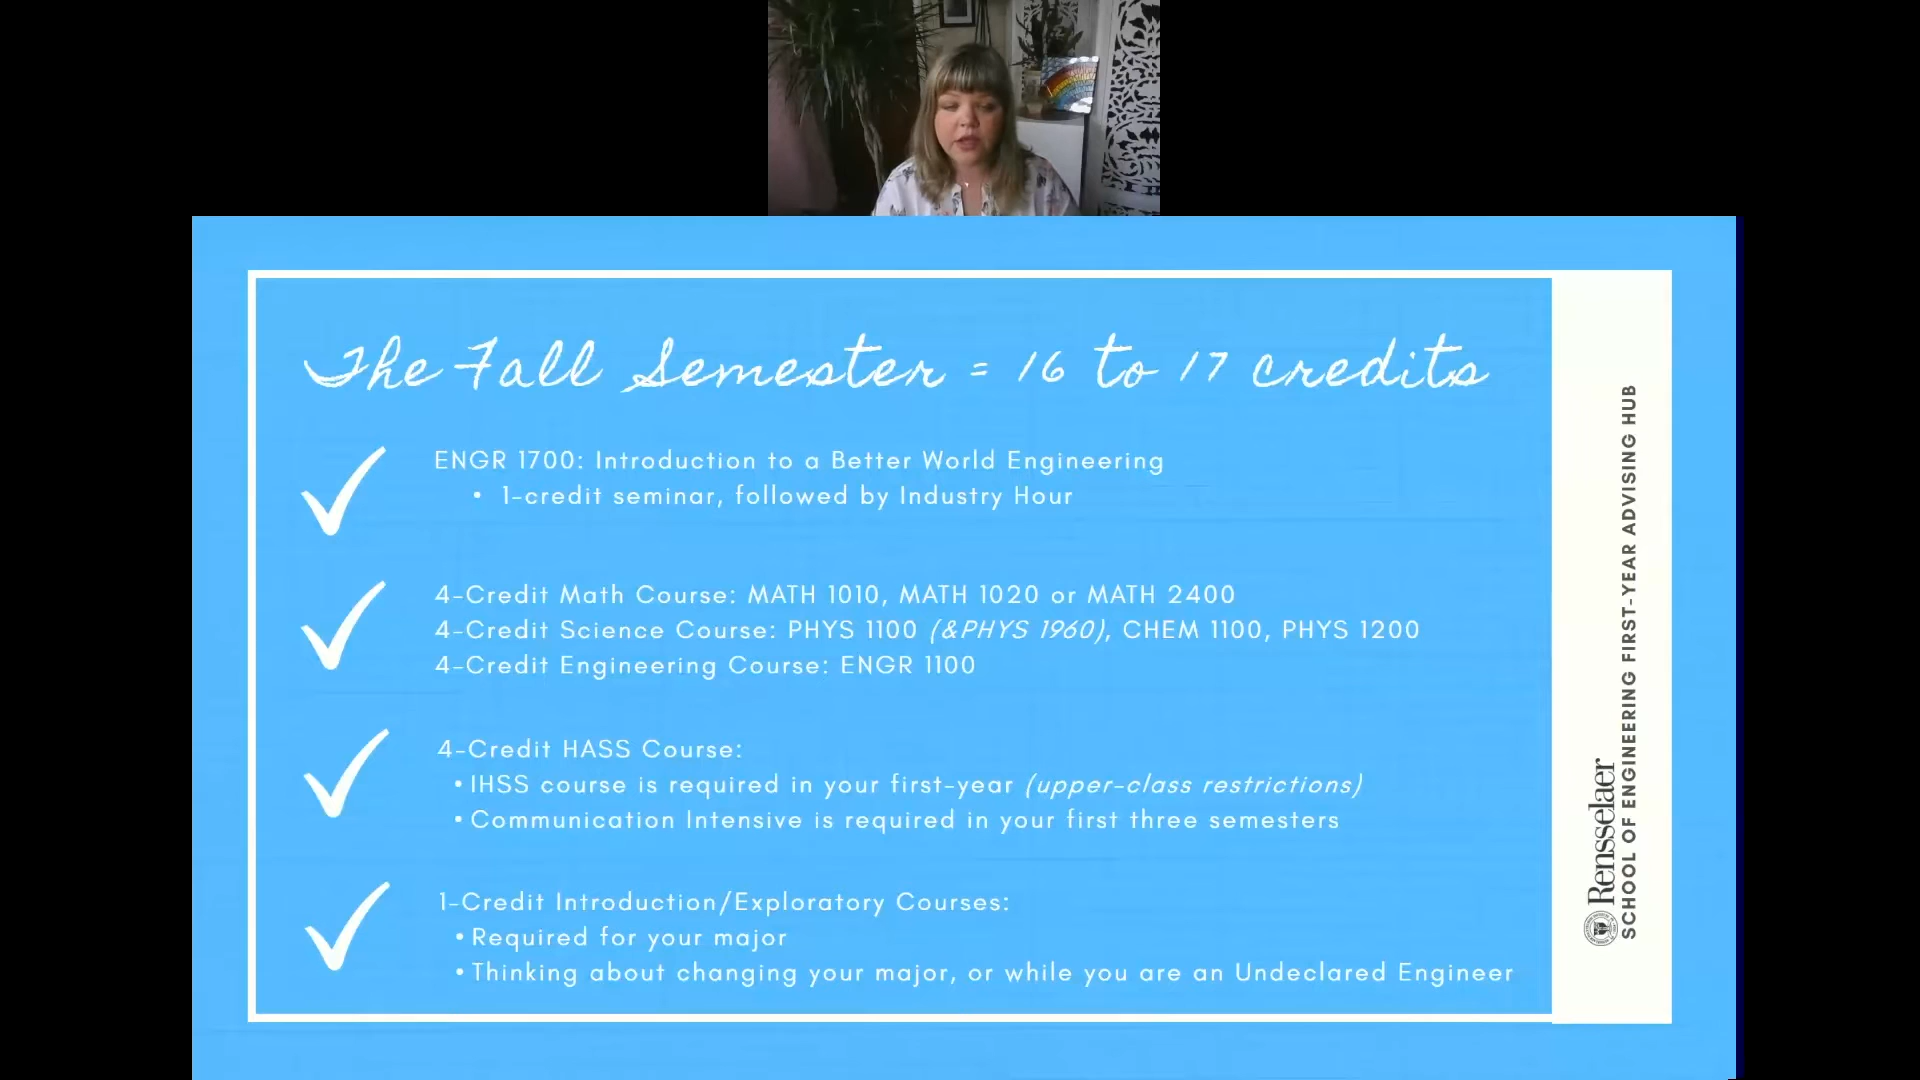 The Fall Semester = 16 to 17 credits
ENGR 1700: Introduction to a Better World Engineering
• 1-credit seminar, followed by Industry Hour
4-Credit Math Course: MATH 1010, MATH 1020 or MATH 2400
4-Credit Science Course: PHYS 1100 (&PHYS 1960), CHEM 1100, PHYS 1200
4-Credit Engineering Course: ENGR 1100
4-Credit HASS Course:
• IHSS course is required in your first-year (upper-class restrictions)
• Communication Intensive is required in your first three semesters
1-Credit Introduction/Exploratory Courses:
• Required for your major
• Thinking about changing your major, or while you are an Undeclared Engineer
Rensselaer
SCHOOL OF ENGINEERING FIRST-YEAR ADVISING HUB